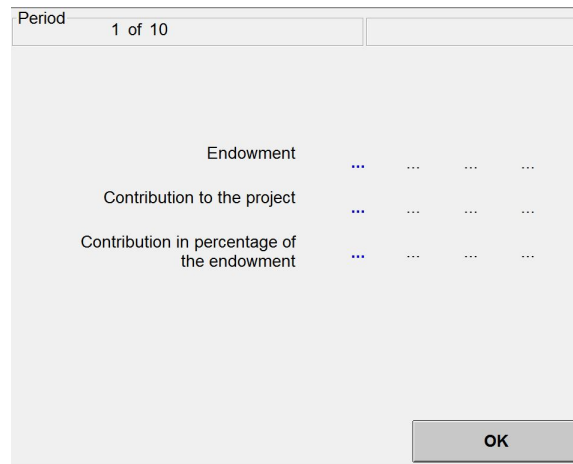 Period
1 of 10
Endowment ... ... ... ...
Contribution to the project ... ... ... ...
Contribution in percentage of
the endowment ... ... ... ...
OK